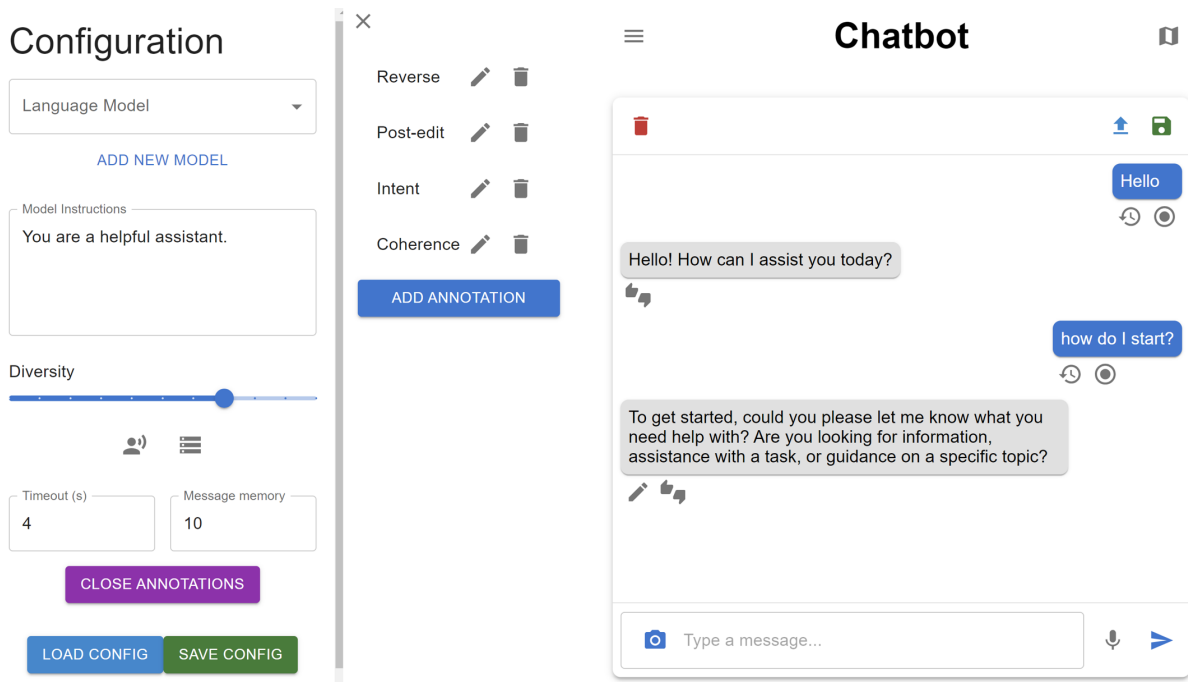 Configuration
Language Model
ADD NEW MODEL
Model Instructions
You are a helpful assistant.
Diversity
Timeout (s)
4
Message memory
10
CLOSE ANNOTATIONS
LOAD CONFIG
SAVE CONFIG
Reverse
Post-edit
Intent
Coherence
ADD ANNOTATION
Chatbot
Hello
Hello! How can I assist you today?
how do I start?
To get started, could you please let me know what you
need help with? Are you looking for information,
assistance with a task, or guidance on a specific topic?
Type a message...